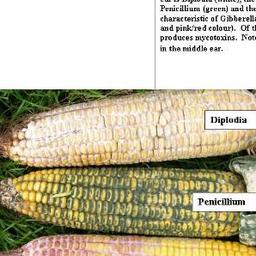 ear is Diplodia (white), the
Penicillium (green) and the
characteristic of Gibberella
and pink/red colour). Of th
produces mycotoxins. Note
in the middle ear.
Diplodia
Penicillium